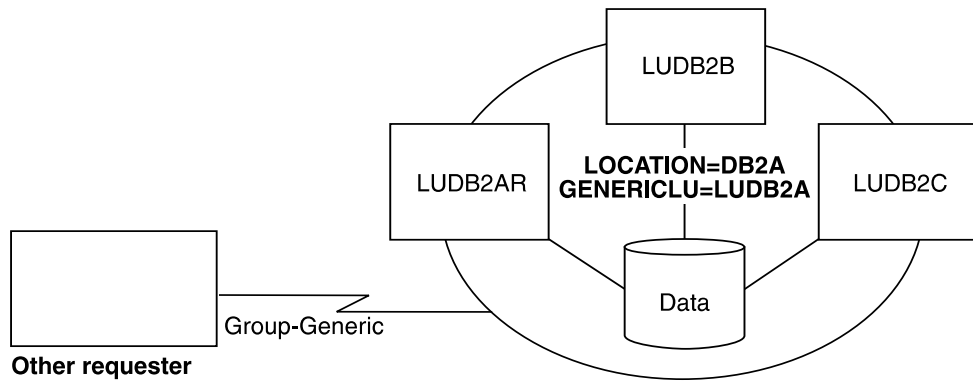 LUDB2B
LUDB2AR
LOCATION=DB2A
GENERICLU=LUDB2A
LUDB2C
Data
Group-Generic
Other requester